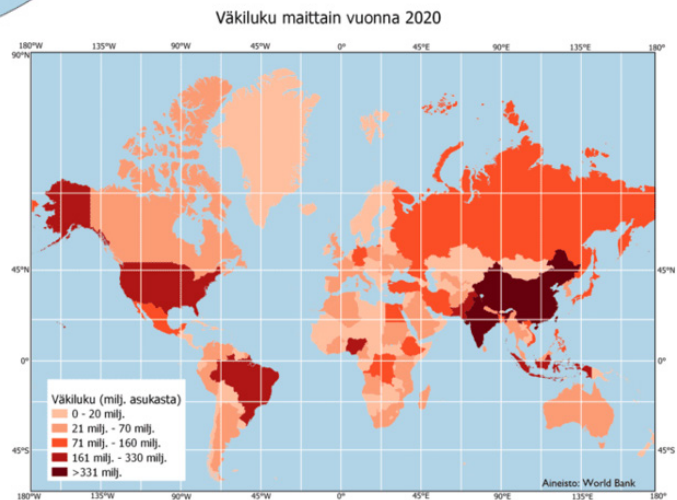 Väkiluku maittain vuonna 2020
180°W 135°W 90°W 45°W 0° 45°E 90°E 135°E 180°
90°N
45°N 45°N
0° 0°
Väkiluku (milj. asukasta)
0 - 20 milj.
21 milj. - 70 milj.
71 milj. - 160 milj.
161 milj. - 330 milj.
>331 milj.
45°S 45°S
Aineisto: World Bank
180°W 135°W 90°W 45°W 0° 45°E 90°E 135°E 180°